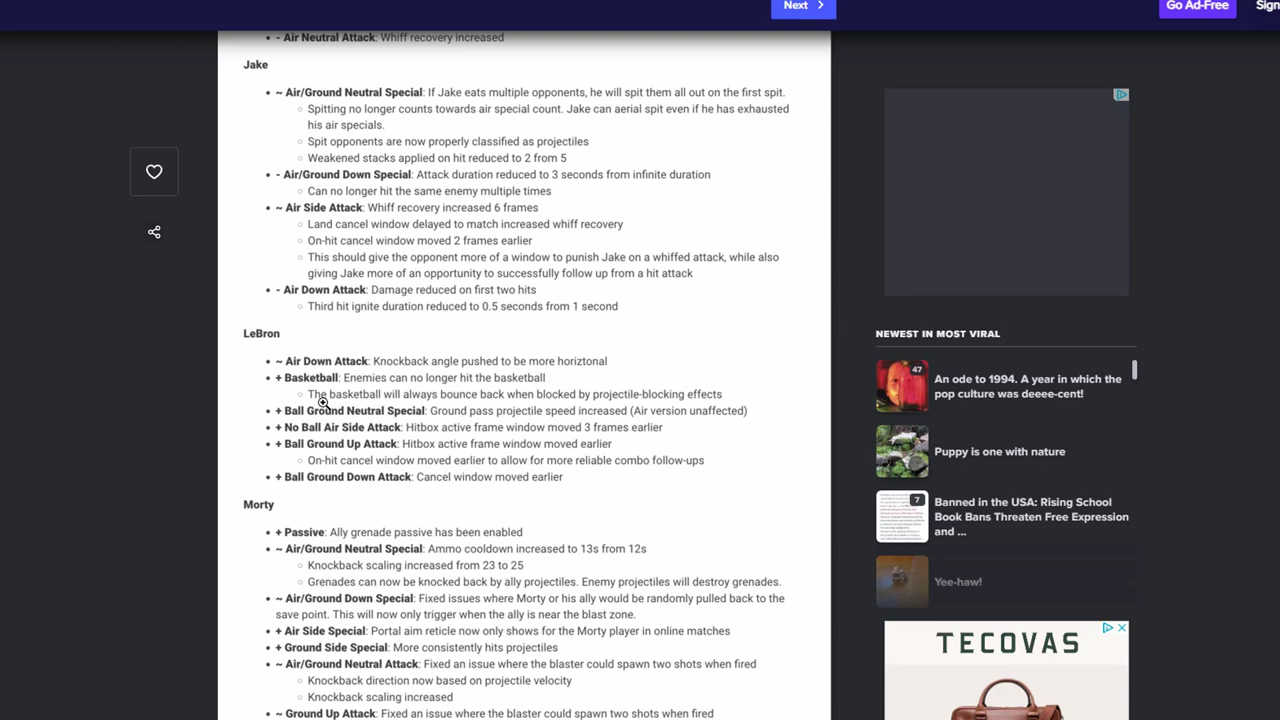 Next
Go Ad-Free
Sign
- Air Neutral Attack: Whiff recovery increased
Jake
~ Air/Ground Neutral Special: If Jake eats multiple opponents, he will spit them all out on the first spit.
Spitting no longer counts towards air special count. Jake can aerial spit even if he has exhausted
his air specials.
Spit opponents are now properly classified as projectiles
Weakened stacks applied on hit reduced to 2 from 5
- Air/Ground Down Special: Attack duration reduced to 3 seconds from infinite duration
Can no longer hit the same enemy multiple times
~ Air Side Attack: Whiff recovery increased 6 frames
Land cancel window delayed to match increased whiff recovery
On-hit cancel window moved 2 frames earlier
This should give the opponent more of a window to punish Jake on a whiffed attack, while also
giving Jake more of an opportunity to successfully follow up from a hit attack
- Air Down Attack: Damage reduced on first two hits
Third hit ignite duration reduced to 0.5 seconds from 1 second
LeBron
~ Air Down Attack: Knockback angle pushed to be more horiztonal
+ Basketball: Enemies can no longer hit the basketball
The basketball will always bounce back when blocked by projectile-blocking effects
+ Ball Ground Neutral Special: Ground pass projectile speed increased (Air version unaffected)
+ No Ball Air Side Attack: Hitbox active frame window moved 3 frames earlier
+ Ball Ground Up Attack: Hitbox active frame window moved earlier
On-hit cancel window moved earlier to allow for more reliable combo follow-ups
+ Ball Ground Down Attack: Cancel window moved earlier
Morty
+ Passive: Ally grenade passive has been enabled
~ Air/Ground Neutral Special: Ammo cooldown increased to 13s from 12s
Knockback scaling increased from 23 to 25
Grenades can now be knocked back by ally projectiles. Enemy projectiles will destroy grenades.
~ Air/Ground Down Special: Fixed issues where Morty or his ally would be randomly pulled back to the
save point. This will now only trigger when the ally is near the blast zone.
+ Air Side Special: Portal aim reticle now only shows for the Morty player in online matches
+ Ground Side Special: More consistently hits projectiles
~ Air/Ground Neutral Attack: Fixed an issue where the blaster could spawn two shots when fired
Knockback direction now based on projectile velocity
Knockback scaling increased
~ Ground Up Attack: Fixed an issue where the blaster could spawn two shots when fired
NEWEST IN MOST VIRAL
47
An ode to 1994. A year in which the
pop culture was deeee-cent!
Puppy is one with nature
7
Banned in the USA: Rising School
Book Bans Threaten Free Expression
and ...
Yee-haw!
TECOVAS